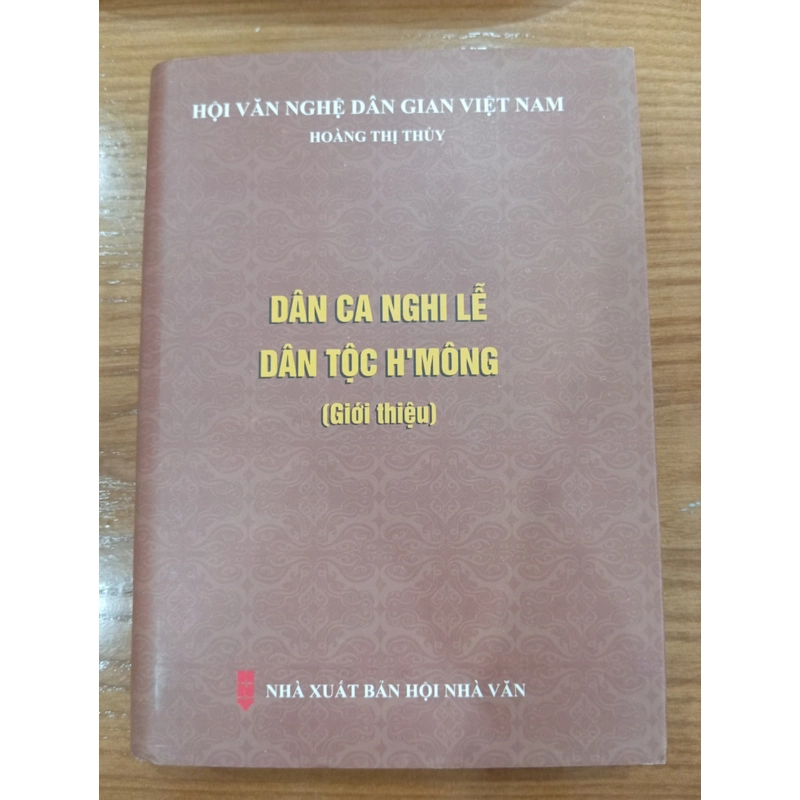 HỘI VĂN NGHỆ DÂN GIAN VIỆT NAM
HOÀNG THỊ THỦY
DÂN CA NGHI LỄ
DÂN TỘC H'MÔNG
(Giới thiệu)
NHÀ XUẤT BẢN HỘI NHÀ VĂN